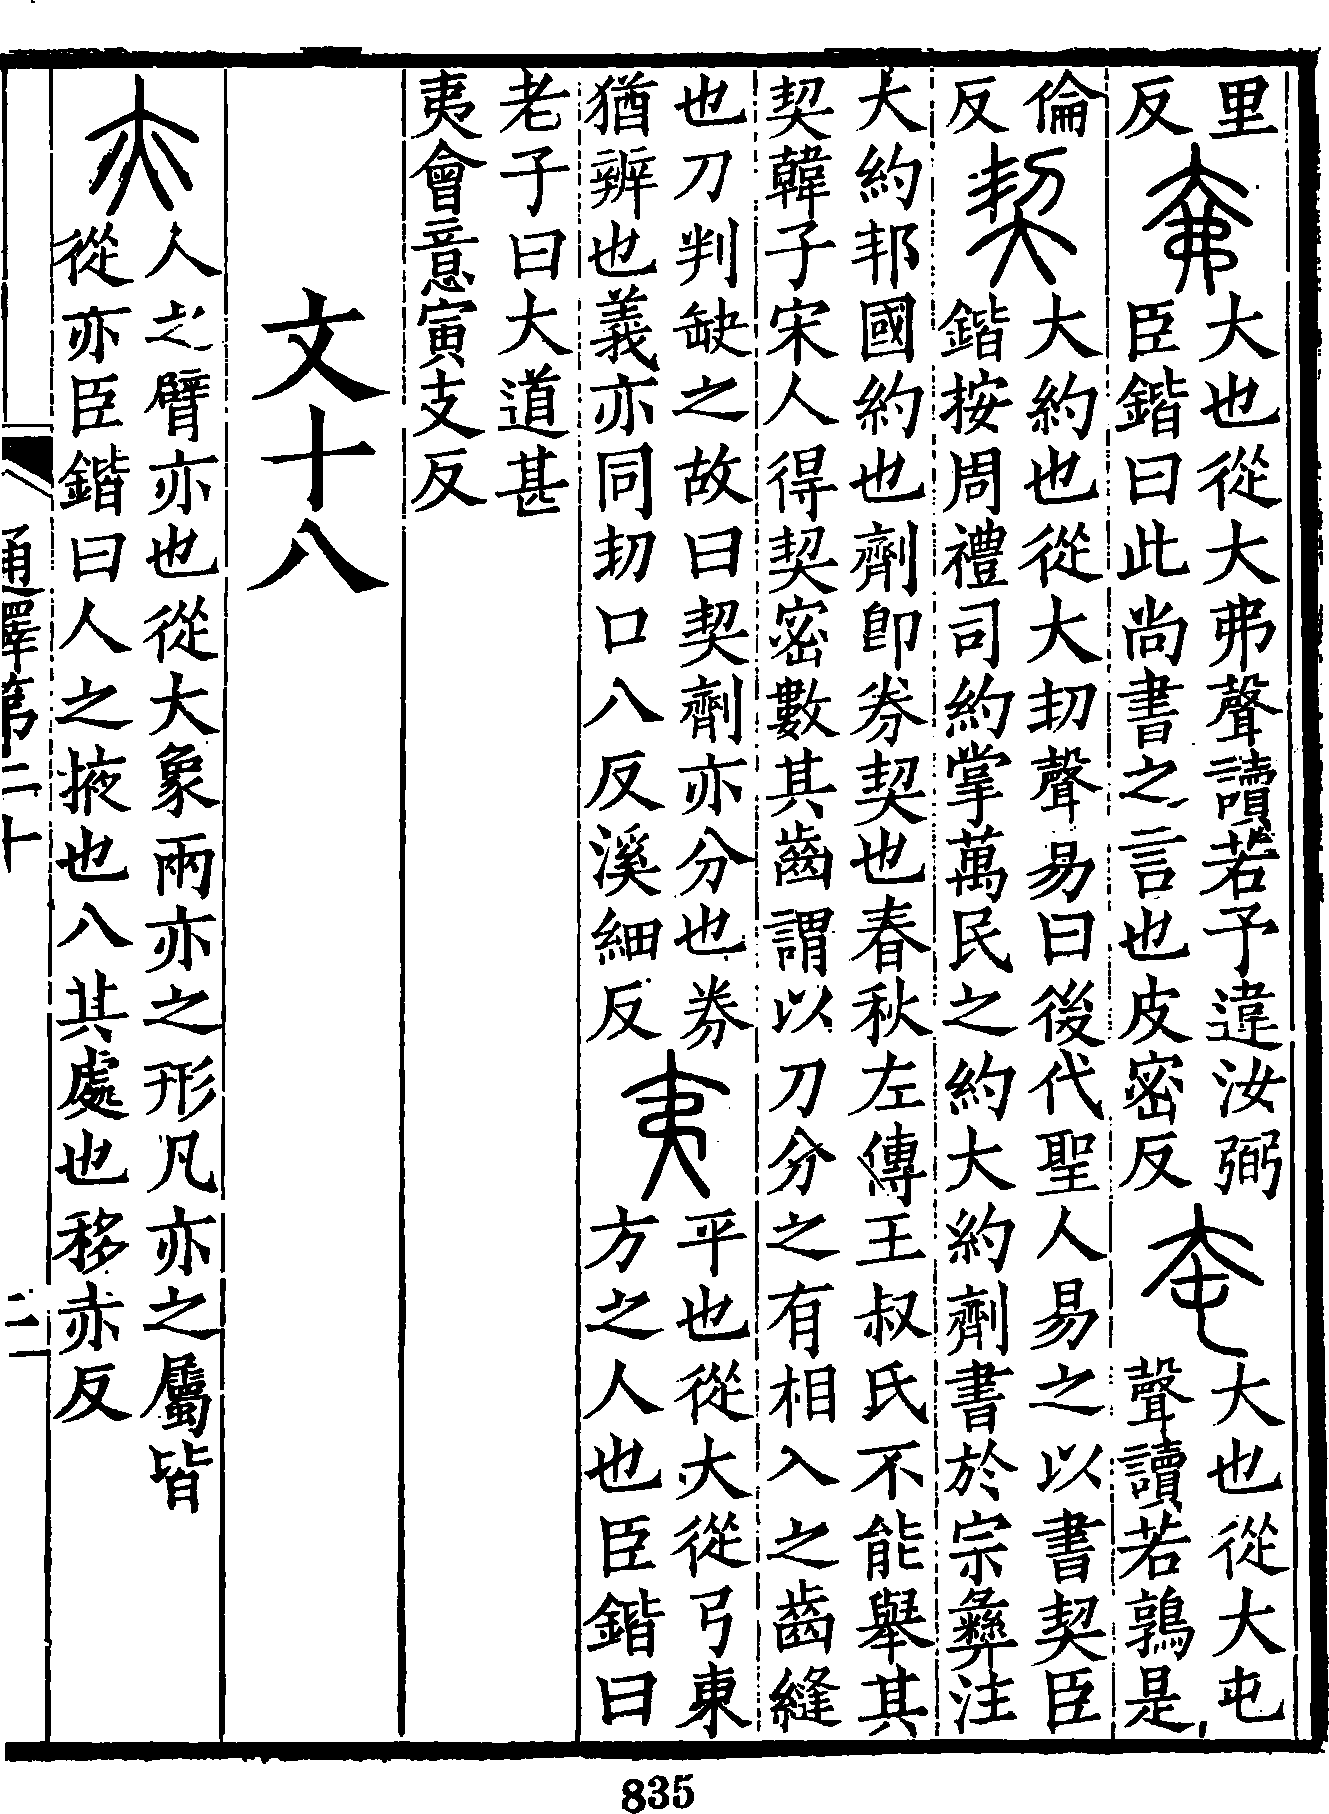 里
反
𡘷
大也從大弗聲讀若予違汝弼
臣鍇曰此尚書之言也皮密反
奄
大也從大屯
聲讀若鶉是
倫
反
契
大約也從大㓞聲易曰後代聖人易之以書契臣
鍇按周禮司約掌萬民之約大約劑書於宗彝注
大約邦國約也劑即券契也春秋左傳王叔氏不能舉其
契韓子宋人得契密數其齒謂以刀分之有相入之齒縫
也刀判缺之故曰契劑亦分也券
猶辨也義亦同㓞口八反溪細反
夷
平也從大從弓東
方之人也臣鍇曰
老子曰大道甚
夷會意寅支反
文十八
亦
人之臂亦也從大象兩亦之形凡亦之屬皆
從亦臣鍇曰人之掖也八其處也移赤反
通釋第二十
二
835